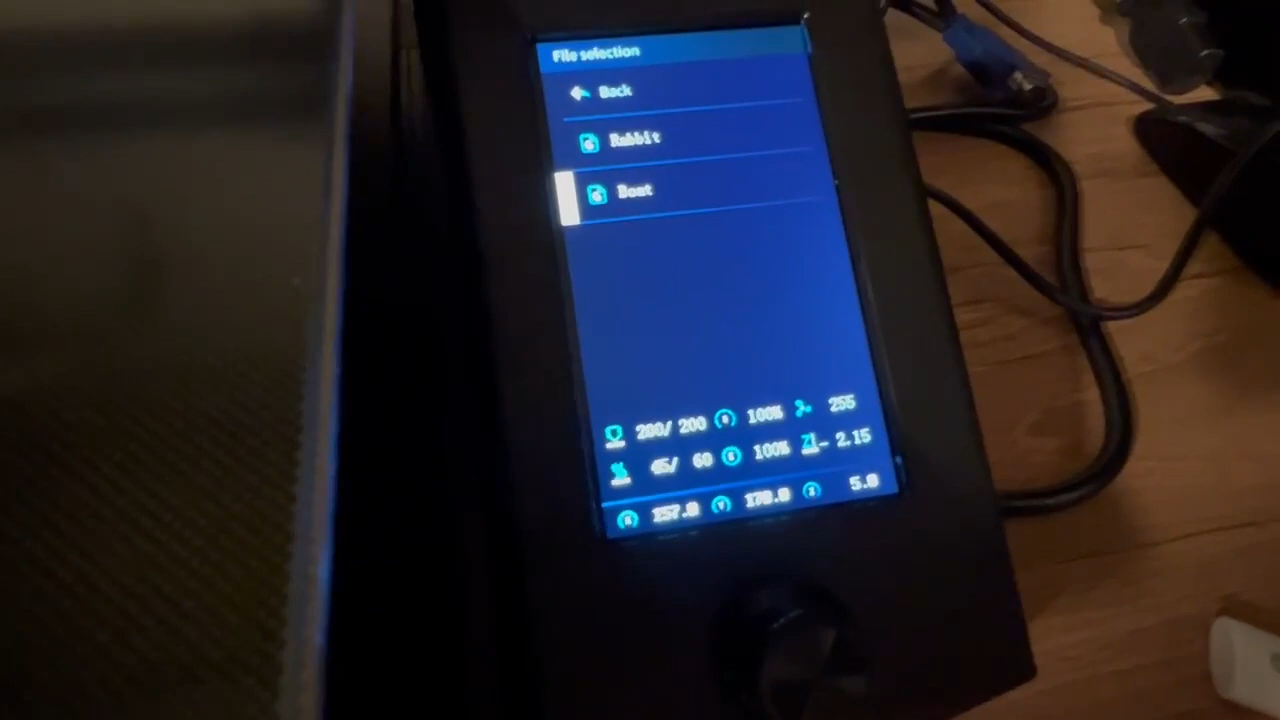 File selection
Back
Rabbit
Boat
200/ 200 100% 255
45/ 60 100% - 2.15
157.0 170.0 5.0